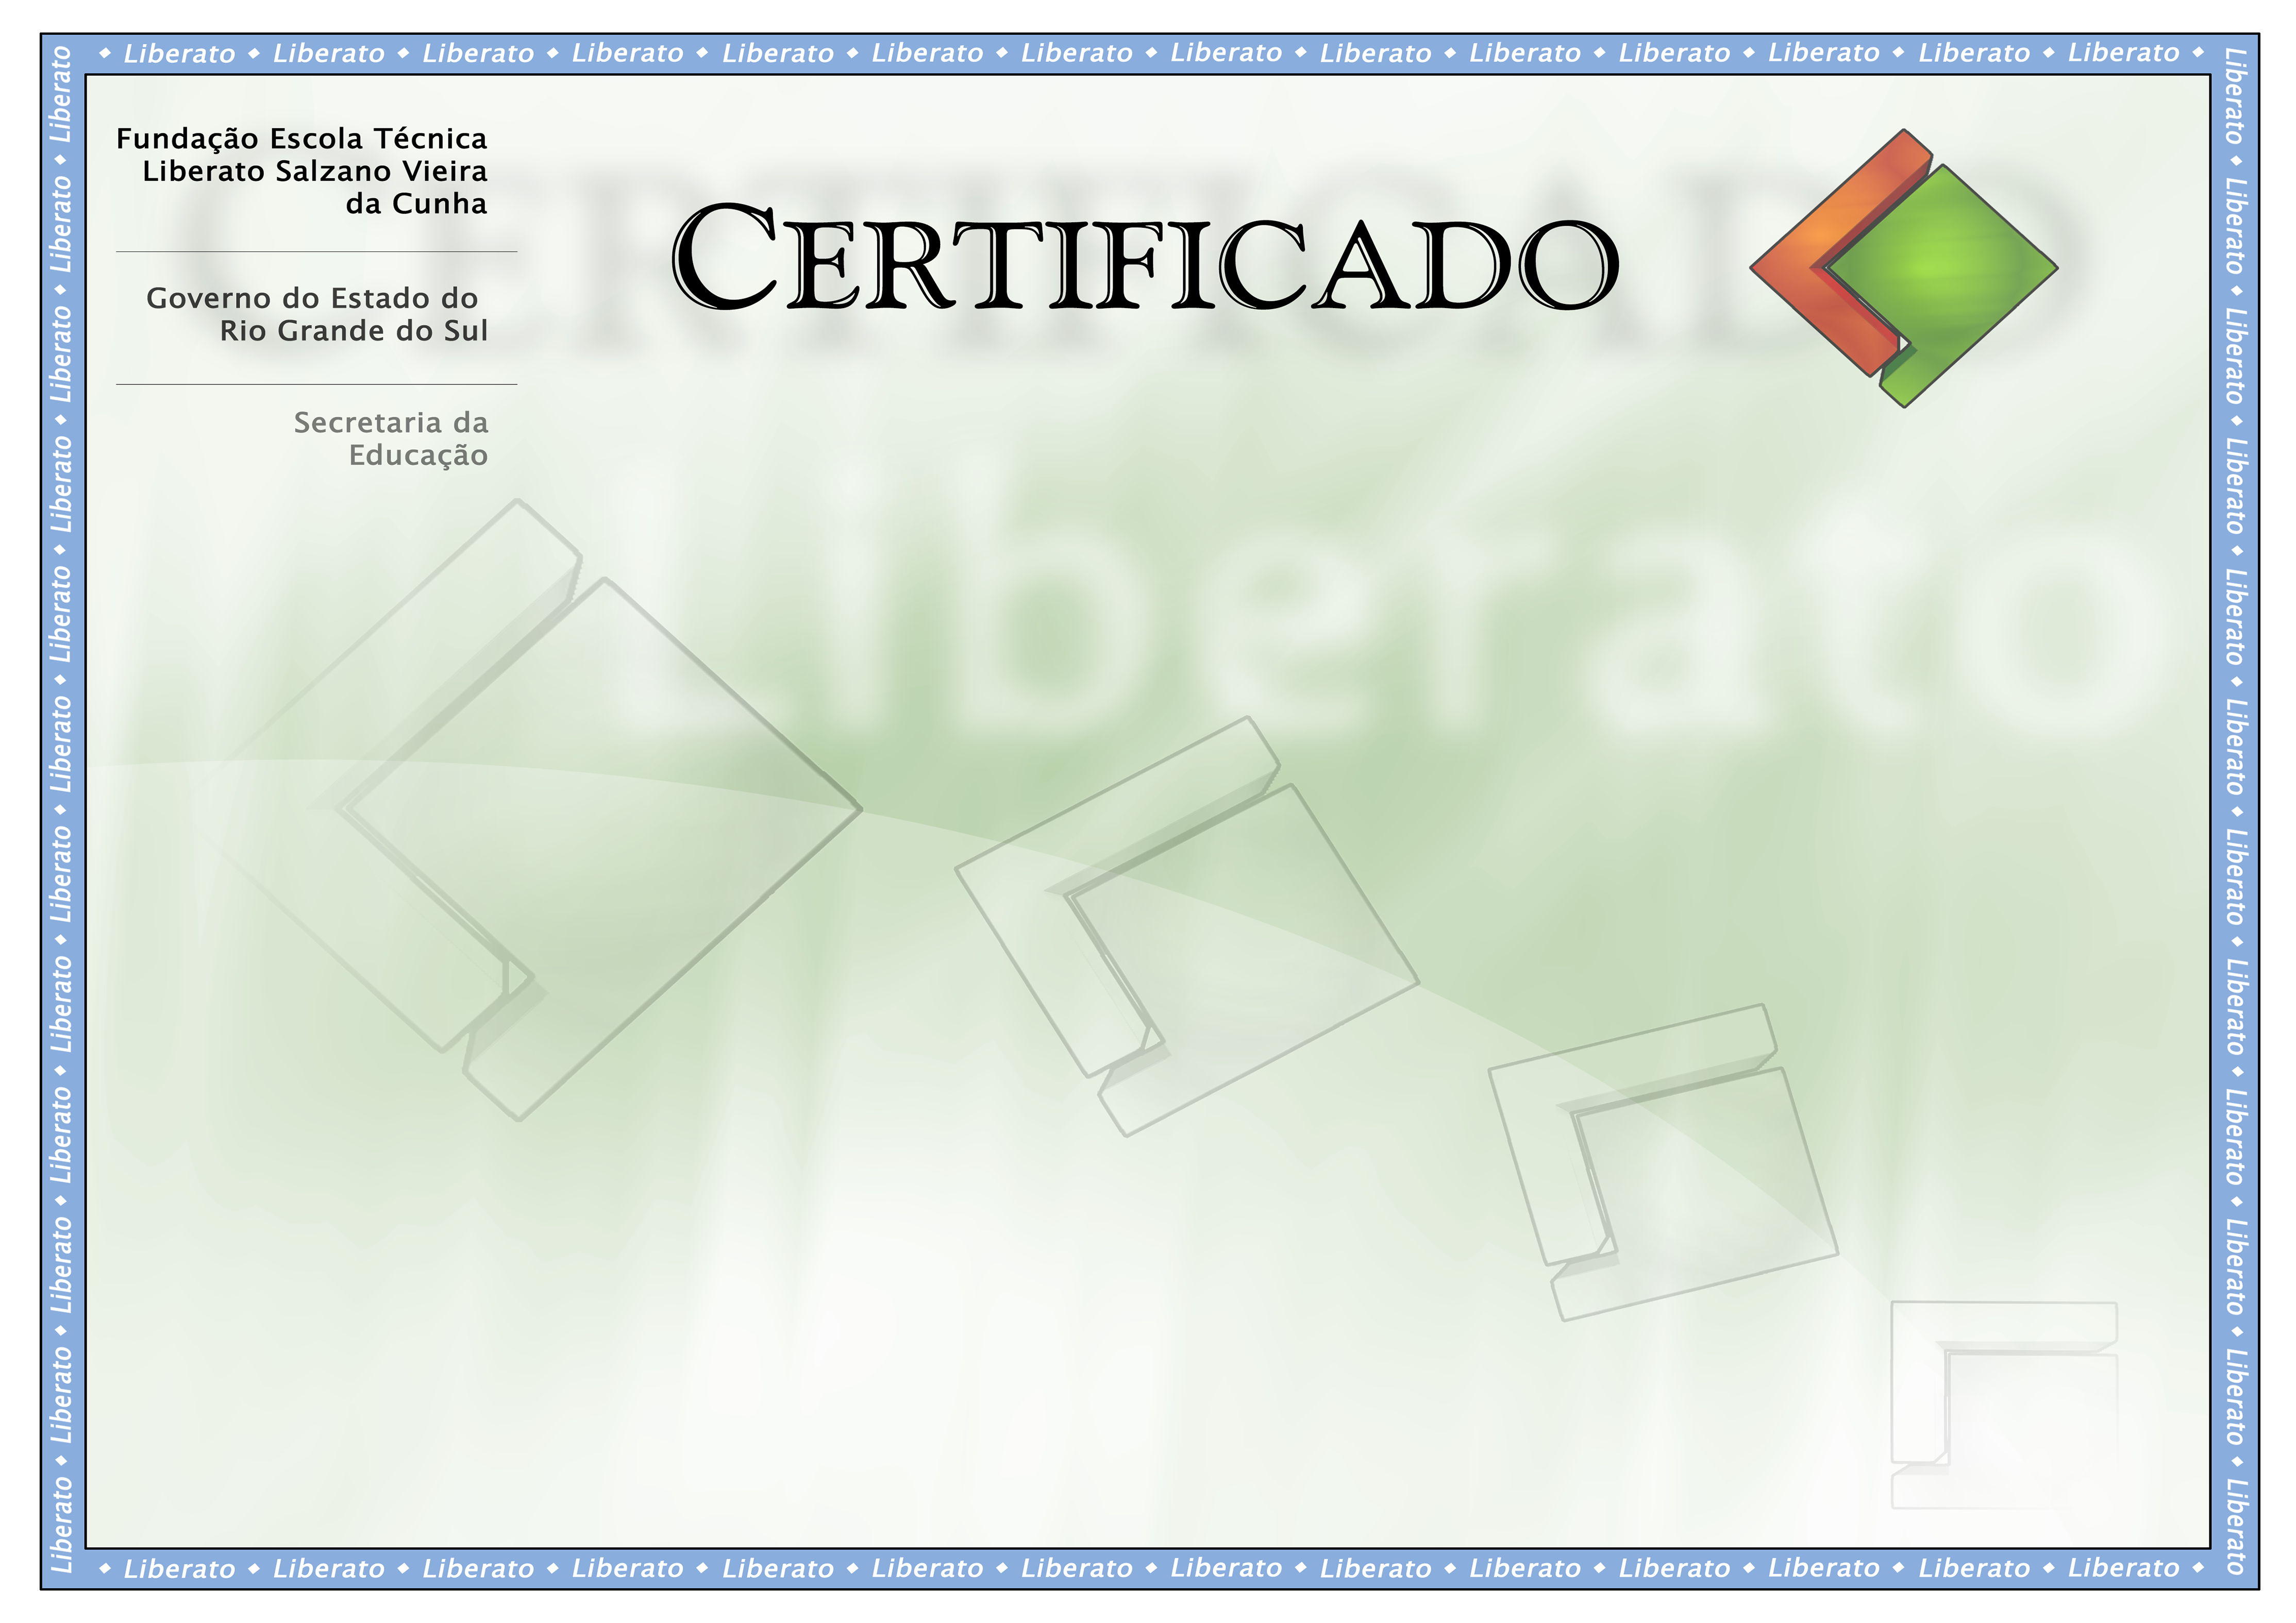 ◆ Liberato ◆ Liberato ◆ Liberato ◆ Liberato ◆ Liberato ◆ Liberato ◆ Liberato ◆ Liberato ◆ Liberato ◆ Liberato ◆ Liberato ◆ Liberato ◆ Liberato ◆ Liberato ◆
Liberato ◆ Liberato ◆ Liberato ◆ Liberato ◆ Liberato ◆ Liberato ◆ Liberato ◆ Liberato ◆ Liberato ◆ Liberato ◆ Liberato ◆ Liberato
Fundação Escola Técnica
Liberato Salzano Vieira
da Cunha
Governo do Estado do
Rio Grande do Sul
Secretaria da
Educação
CERTIFICADO
CERTIFICADO
Liberato
Liberato ◆ Liberato ◆ Liberato ◆ Liberato ◆ Liberato ◆ Liberato ◆ Liberato ◆ Liberato ◆ Liberato ◆ Liberato ◆ Liberato ◆ Liberato
◆ Liberato ◆ Liberato ◆ Liberato ◆ Liberato ◆ Liberato ◆ Liberato ◆ Liberato ◆ Liberato ◆ Liberato ◆ Liberato ◆ Liberato ◆ Liberato ◆ Liberato ◆ Liberato ◆